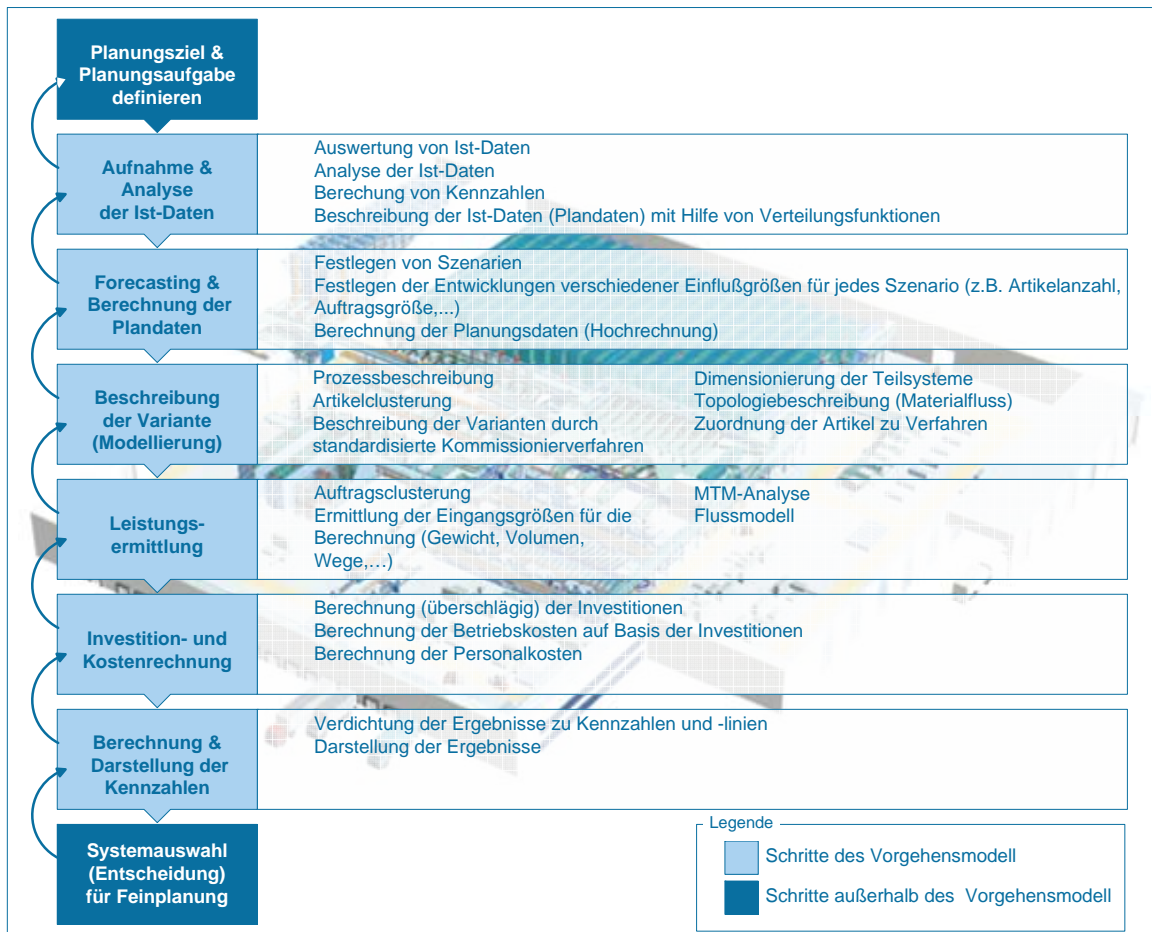 Planungsziel &
Planungsaufgabe
definieren
Aufnahme &
Analyse
der Ist-Daten
Auswertung von Ist-Daten
Analyse der Ist-Daten
Berechung von Kennzahlen
Beschreibung der Ist-Daten (Plandaten) mit Hilfe von Verteilungsfunktionen
Forecasting &
Berechnung der
Plandaten
Festlegen von Szenarien
Festlegen der Entwicklungen verschiedener Einflußgrößen für jedes Szenario (z.B. Artikelanzahl,
Auftragsgröße,...)
Berechnung der Planungsdaten (Hochrechnung)
Beschreibung
der Variante
(Modellierung)
Prozessbeschreibung
Artikelclusterung
Beschreibung der Varianten durch
standardisierte Kommissionierverfahren
Dimensionierung der Teilsysteme
Topologiebeschreibung (Materialfluss)
Zuordnung der Artikel zu Verfahren
Leistungs-
ermittlung
Auftragsclusterung
Ermittlung der Eingangsgrößen für die
Berechnung (Gewicht, Volumen,
Wege,…)
MTM-Analyse
Flussmodell
Investition- und
Kostenrechnung
Berechnung (überschlägig) der Investitionen
Berechnung der Betriebskosten auf Basis der Investitionen
Berechnung der Personalkosten
Berechnung &
Darstellung der
Kennzahlen
Verdichtung der Ergebnisse zu Kennzahlen und -linien
Darstellung der Ergebnisse
Systemauswahl
(Entscheidung)
für Feinplanung
Legende
Schritte des Vorgehensmodell
Schritte außerhalb des Vorgehensmodell